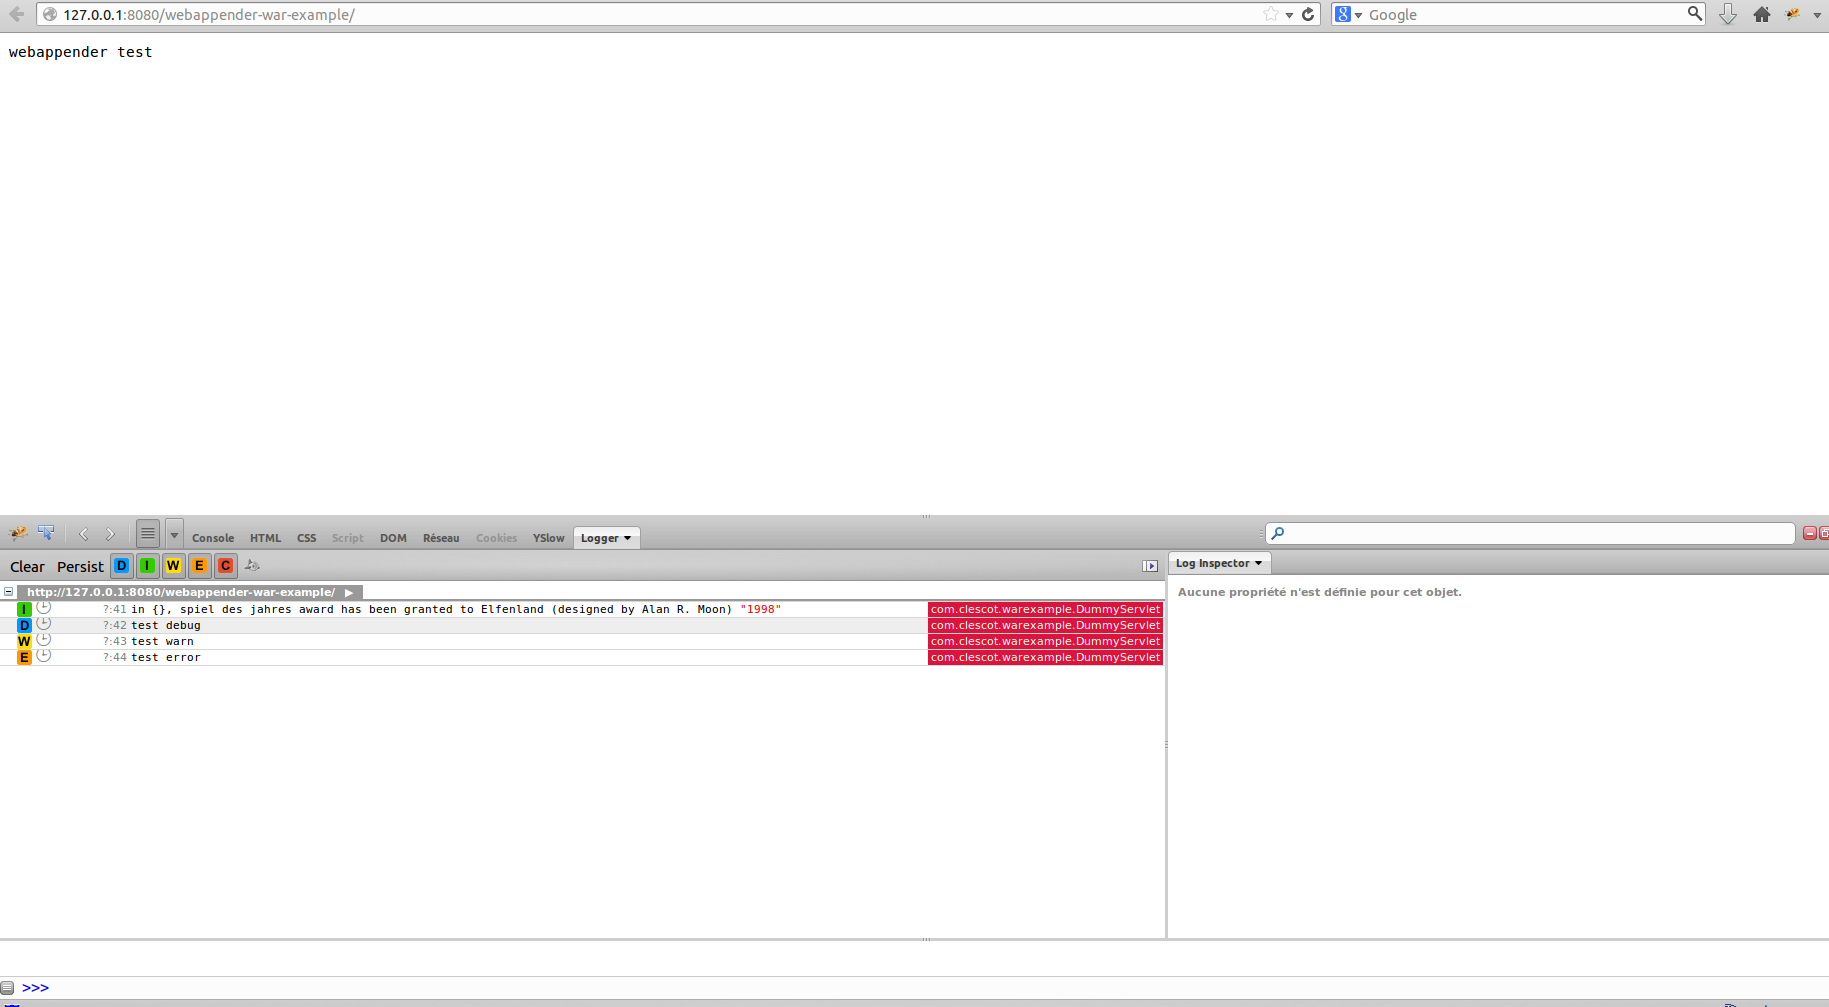 127.0.0.1:8080/webappender-war-example/ Google
webappender test
Console HTML CSS Script DOM Réseau Cookies YSlow Logger
Clear Persist D I W E C
Log Inspector
http://127.0.0.1:8080/webappender-war-example/
Aucune propriété n'est définie pour cet objet.
I ?:41 in {}, spiel des jahres award has been granted to Elfenland (designed by Alan R. Moon) "1998" com.clescot.warexample.DummyServlet
D ?:42 test debug com.clescot.warexample.DummyServlet
W ?:43 test warn com.clescot.warexample.DummyServlet
E ?:44 test error com.clescot.warexample.DummyServlet
>>>